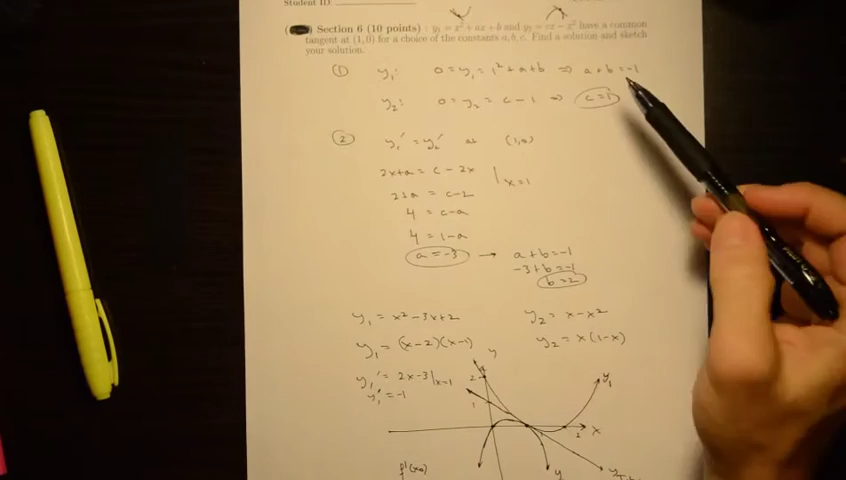 Student ID:
Section 6 (10 points) : y₁ = x² + ax + b and y₂ = cx − x² have a common
tangent at (1, 0) for a choice of the constants a, b, c. Find a solution and sketch
your solution.
① y₁: 0 = y₁ = 1² + a + b ⇒ a + b = -1
y₂: 0 = y₂ = c - 1 ⇒ c = 1
② y₁' = y₂' at (1,0)
2x+a = c - 2x | x=1
2+a = c-2
4 = c-a
4 = 1-a
a = -3 → a+b=-1
-3+b=-1
b=2
y₁ = x²-3x+2 y₂ = x-x²
y₁ = (x-2)(x-1) y₂ = x(1-x)
y₁' = 2x-3|x=1
y₁' = -1
y
2
1
y₁
2
x
f'(x₀)
y